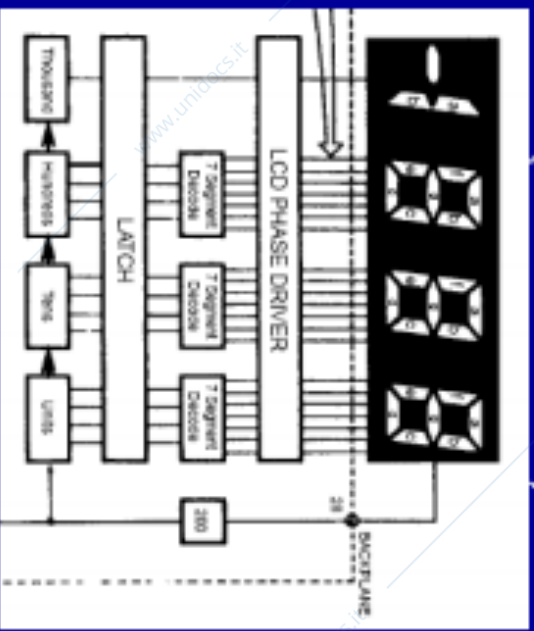 BACKPLANE
LCD PHASE DRIVER
7 Segment
Decode
7 Segment
Decode
7 Segment
Decode
200
LATCH
Thousand
Hundreds
Tens
Units
www.unidocs.it